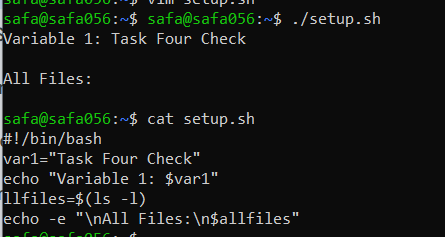 safa@safa056:~$ vim setup.sh
safa@safa056:~$ safa@safa056:~$ ./setup.sh
Variable 1: Task Four Check
All Files:
safa@safa056:~$ cat setup.sh
#!/bin/bash
var1="Task Four Check"
echo "Variable 1: $var1"
llfiles=$(ls -l)
echo -e "\nAll Files:\n$allfiles"